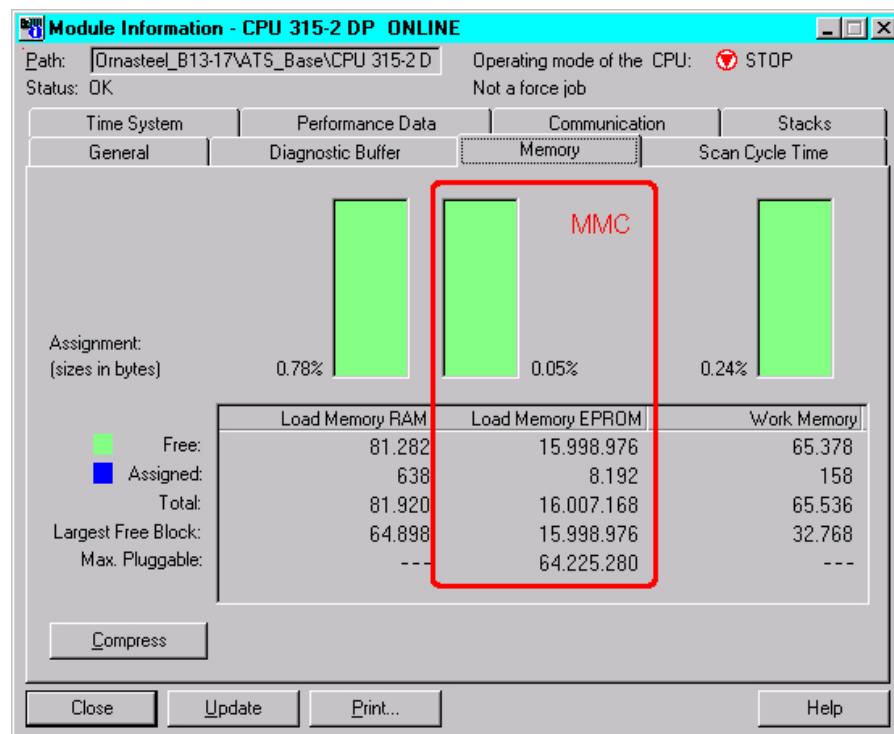 Module Information - CPU 315-2 DP ONLINE
Path: Ornasteel_B13-17\ATS_Base\CPU 315-2 D Operating mode of the CPU: STOP
Status: OK Not a force job
Time System Performance Data Communication Stacks
General Diagnostic Buffer Memory Scan Cycle Time
MMC
Assignment:
(sizes in bytes) 0.78% 0.05% 0.24%
Load Memory RAM Load Memory EPROM Work Memory
Free: 81.282 15.998.976 65.378
Assigned: 638 8.192 158
Total: 81.920 16.007.168 65.536
Largest Free Block: 64.898 15.998.976 32.768
Max. Pluggable: --- 64.225.280 ---
Compress
Close Update Print... Help